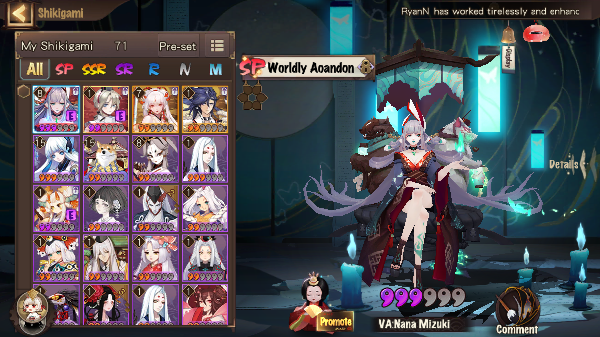 Shikigami
RyanN has worked tirelessly and enhanc
My Shikigami 71 Pre-set
All SP SSR SR R N M
SP Worldly Aoandon
Display
Details
Promote
VA:Nana Mizuki
Comment